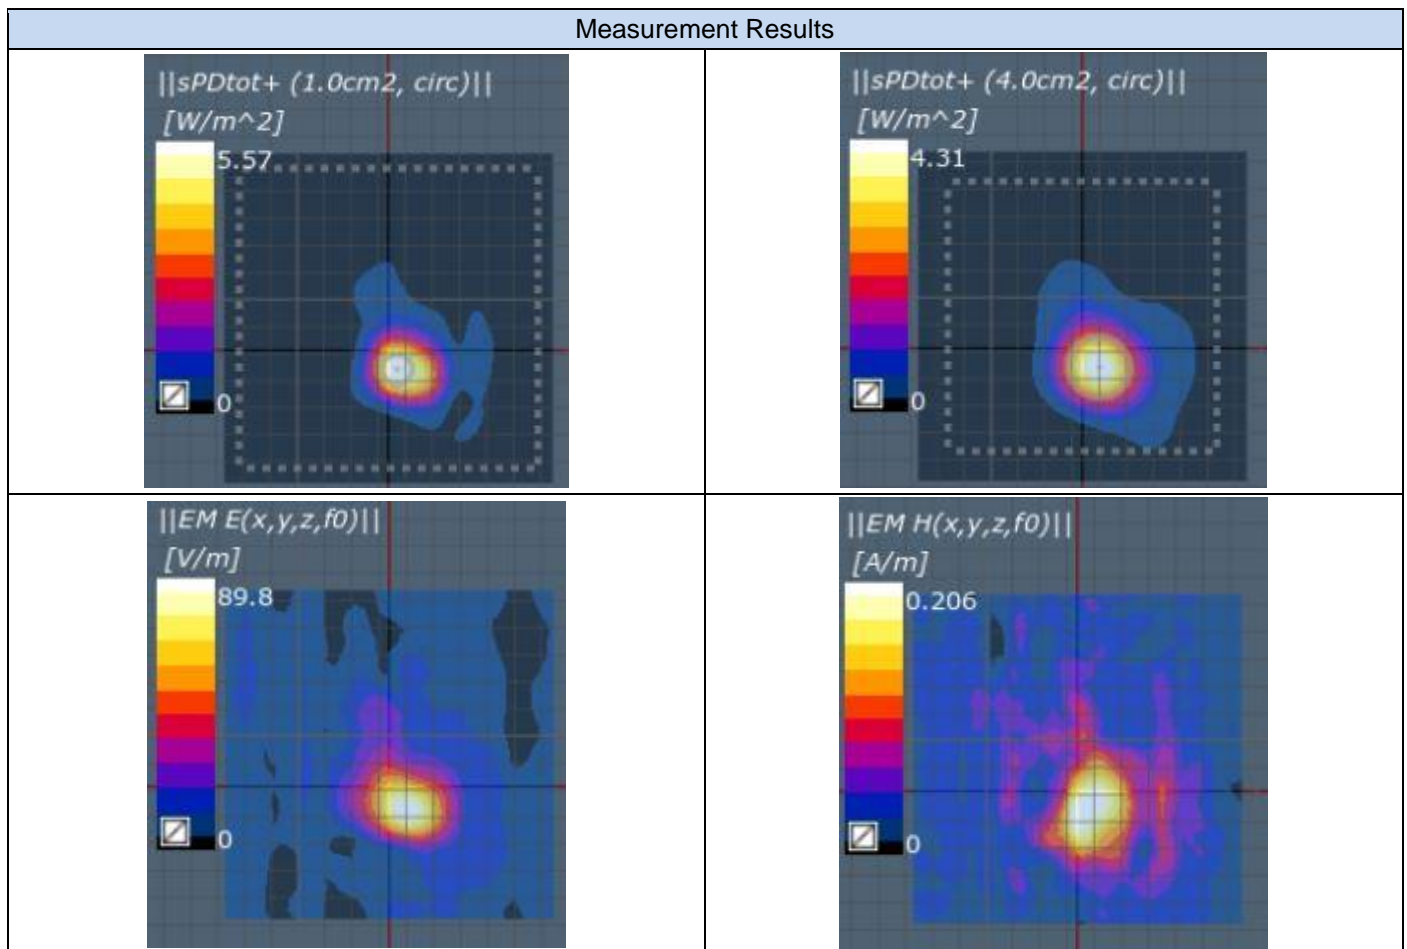 Measurement Results
||sPDtot+ (1.0cm2, circ)||
[W/m^2]
5.57
0
||sPDtot+ (4.0cm2, circ)||
[W/m^2]
4.31
0
||EM E(x,y,z,f0)||
[V/m]
89.8
0
||EM H(x,y,z,f0)||
[A/m]
0.206
0